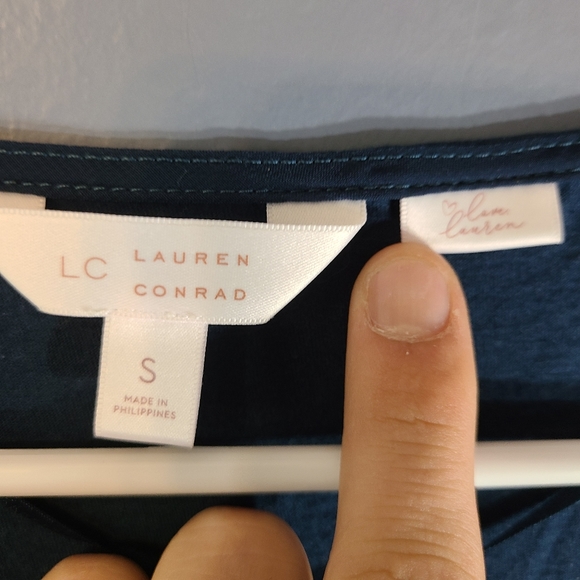 LC LAUREN
CONRAD
S
MADE IN
PHILIPPINES
love
lauren